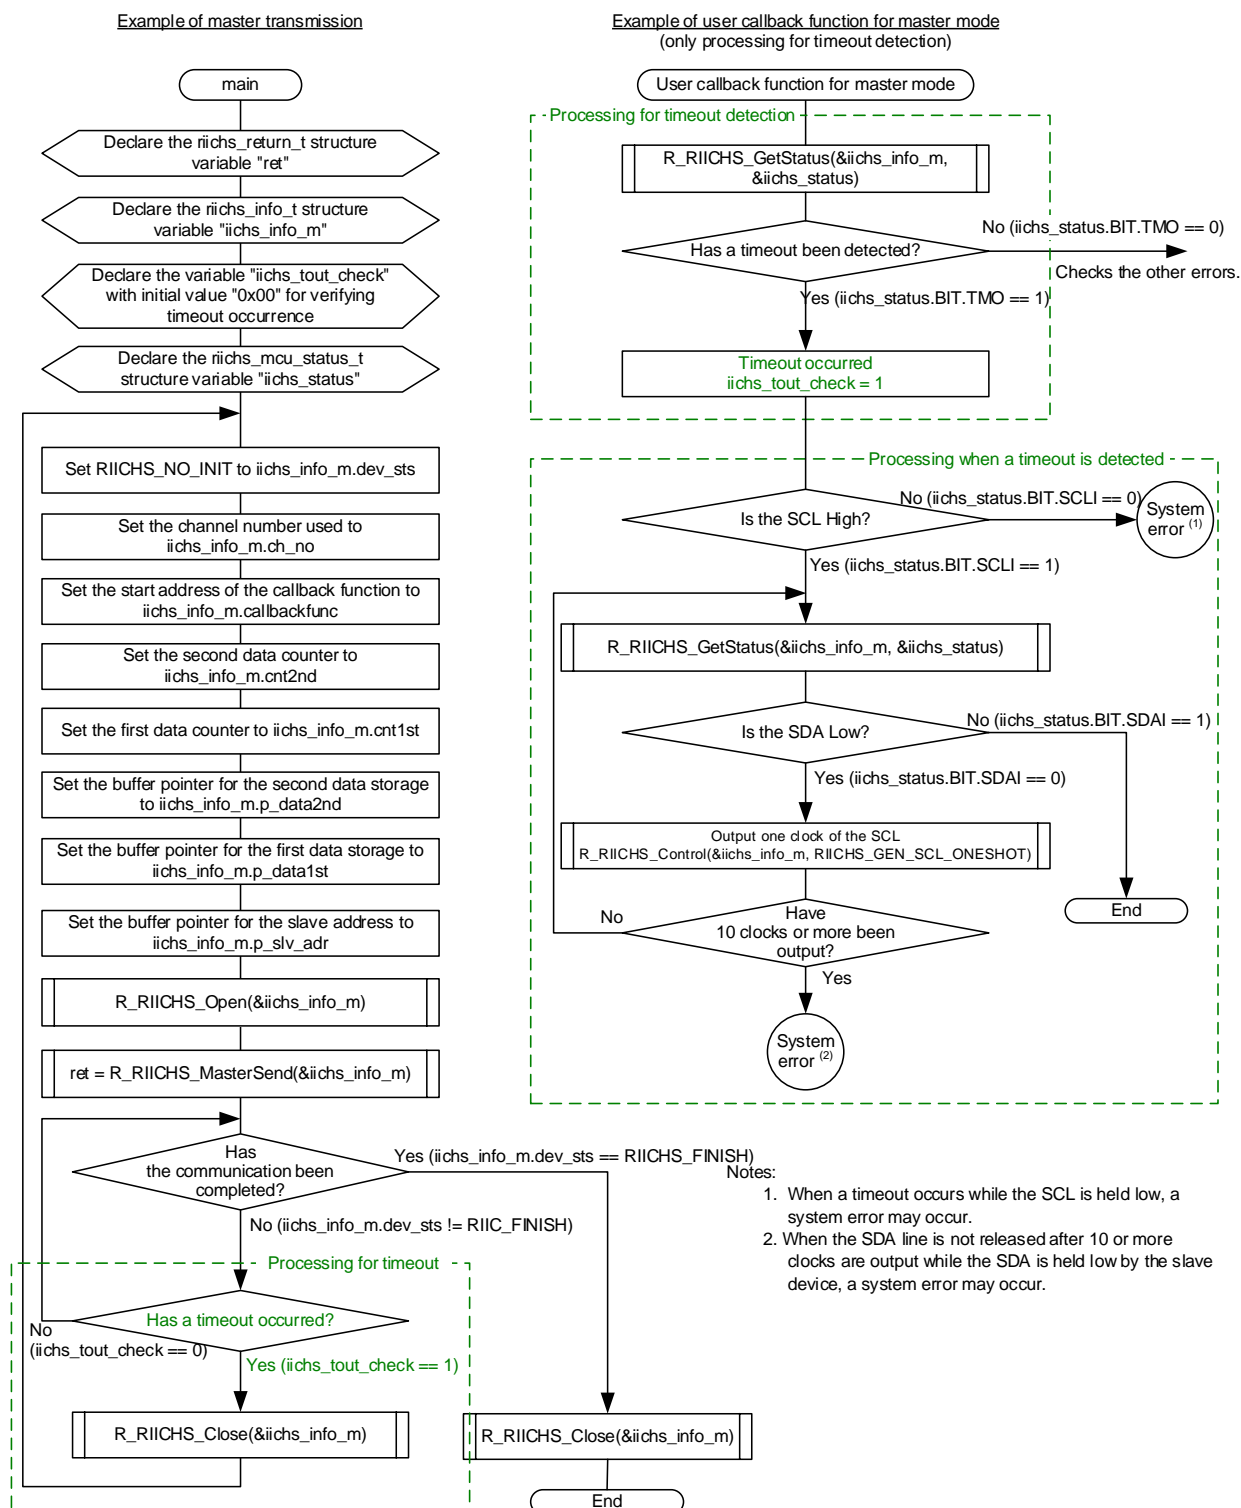 Example of master transmission
main
Declare the riichs_return_t structure
variable "ret"
Declare the riichs_info_t structure
variable "iichs_info_m"
Declare the variable "iichs_tout_check"
with initial value "0x00" for verifying
timeout occurrence
Declare the riichs_mcu_status_t
structure variable "iichs_status"
Set RIICHS_NO_INIT to iichs_info_m.dev_sts
Set the channel number used to
iichs_info_m.ch_no
Set the start address of the callback function to
iichs_info_m.callbackfunc
Set the second data counter to
iichs_info_m.cnt2nd
Set the first data counter to iichs_info_m.cnt1st
Set the buffer pointer for the second data storage
to iichs_info_m.p_data2nd
Set the buffer pointer for the first data storage to
iichs_info_m.p_data1st
Set the buffer pointer for the slave address to
iichs_info_m.p_slv_adr
R_RIICHS_Open(&iichs_info_m)
ret = R_RIICHS_MasterSend(&iichs_info_m)
Has
the communication been
completed?
Yes (iichs_info_m.dev_sts == RIICHS_FINISH)
No (iichs_info_m.dev_sts != RIIC_FINISH)
Processing for timeout
Has a timeout occurred?
No
(iichs_tout_check == 0)
Yes (iichs_tout_check == 1)
R_RIICHS_Close(&iichs_info_m)
R_RIICHS_Close(&iichs_info_m)
End
Example of user callback function for master mode
(only processing for timeout detection)
User callback function for master mode
Processing for timeout detection
R_RIICHS_GetStatus(&iichs_info_m,
&iichs_status)
Has a timeout been detected?
No (iichs_status.BIT.TMO == 0)
Checks the other errors.
Yes (iichs_status.BIT.TMO == 1)
Timeout occurred
iichs_tout_check = 1
Processing when a timeout is detected
Is the SCL High?
No (iichs_status.BIT.SCLI == 0)
System
error (1)
Yes (iichs_status.BIT.SCLI == 1)
R_RIICHS_GetStatus(&iichs_info_m, &iichs_status)
Is the SDA Low?
No (iichs_status.BIT.SDAI == 1)
Yes (iichs_status.BIT.SDAI == 0)
Output one clock of the SCL
R_RIICHS_Control(&iichs_info_m, RIICHS_GEN_SCL_ONESHOT)
End
No
Have
10 clocks or more been
output?
Yes
System
error (2)
Notes:
1. When a timeout occurs while the SCL is held low, a
system error may occur.
2. When the SDA line is not released after 10 or more
clocks are output while the SDA is held low by the slave
device, a system error may occur.